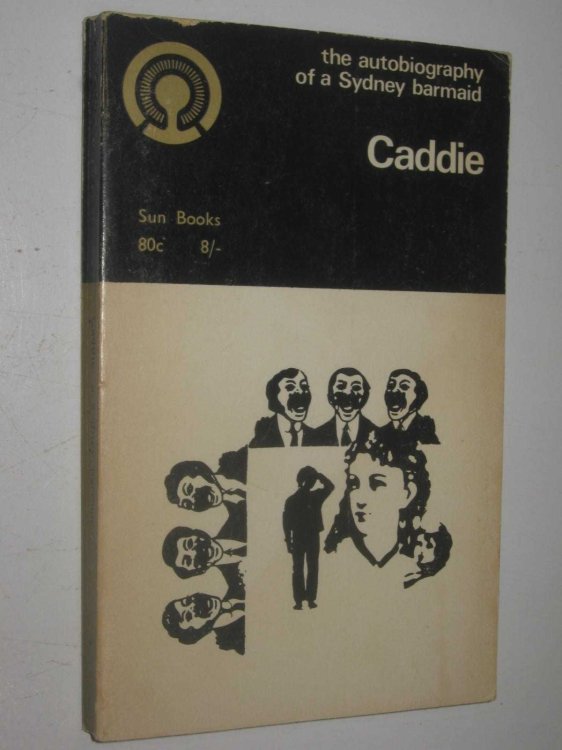 the autobiography
of a Sydney barmaid
Caddie
Sun Books
80c 8/-